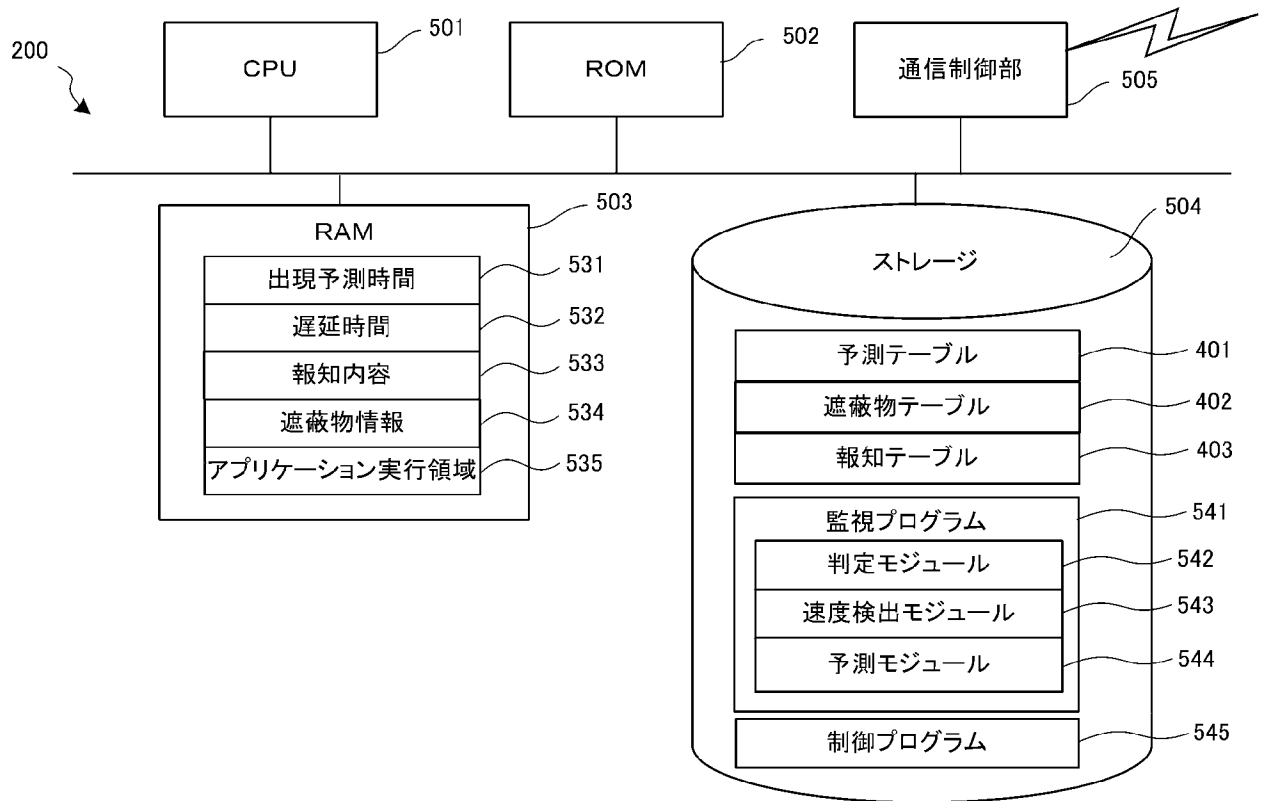 200
CPU
501
ROM
502
通信制御部
505
RAM
503
出現予測時間
531
遅延時間
532
報知内容
533
遮蔽物情報
534
アプリケーション実行領域
535
ストレージ
504
予測テーブル
401
遮蔽物テーブル
402
報知テーブル
403
監視プログラム
541
判定モジュール
542
速度検出モジュール
543
予測モジュール
544
制御プログラム
545